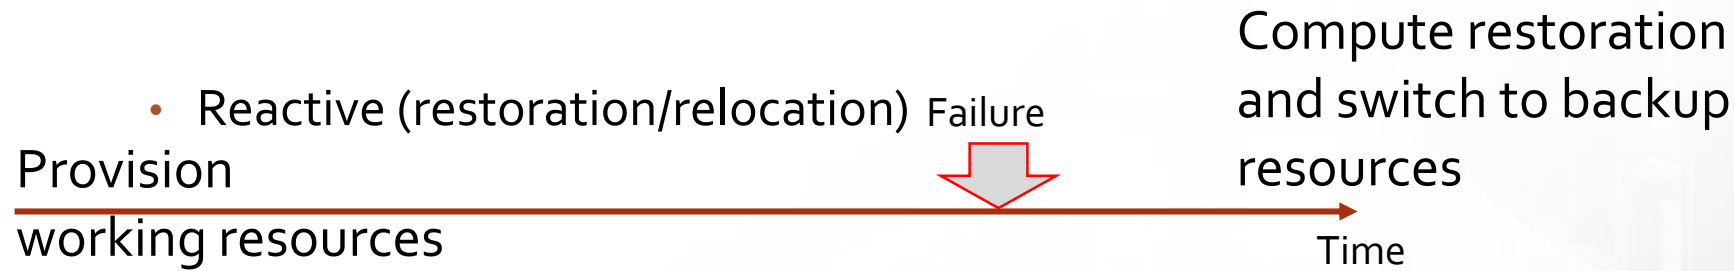 • Reactive (restoration/relocation)
Failure
Compute restoration
and switch to backup
resources
Provision
working resources
Time